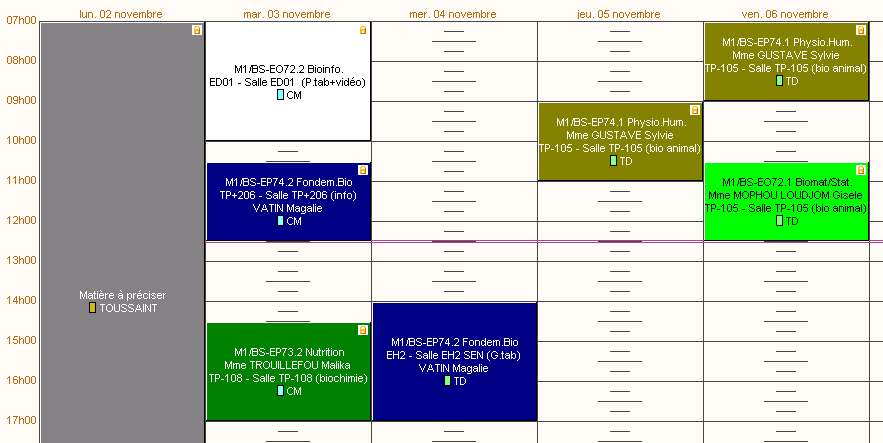 lun. 02 novembre
mar. 03 novembre
mer. 04 novembre
jeu. 05 novembre
ven. 06 novembre
07h00
08h00
09h00
10h00
11h00
12h00
13h00
14h00
15h00
16h00
17h00
Matière à préciser
TOUSSAINT
M1/BS-EO72.2 Bioinfo.
ED01 - Salle ED01 (P.tab+vidéo)
CM
M1/BS-EP74.2 Fondem.Bio
TP+206 - Salle TP+206 (info)
VATIN Magalie
CM
M1/BS-EP73.2 Nutrition
Mme TROUILLEFOU Malika
TP-108 - Salle TP-108 (biochimie)
CM
M1/BS-EP74.2 Fondem.Bio
EH2 - Salle EH2 SEN (G.tab)
VATIN Magalie
TD
M1/BS-EP74.1 Physio.Hum.
Mme GUSTAVE Sylvie
TP-105 - Salle TP-105 (bio animal)
TD
M1/BS-EP74.1 Physio.Hum.
Mme GUSTAVE Sylvie
TP-105 - Salle TP-105 (bio animal)
TD
M1/BS-EO72.1 Biomat/Stat.
Mme MOPHOU LOUDJOM Gisele
TP-105 - Salle TP-105 (bio animal)
TD